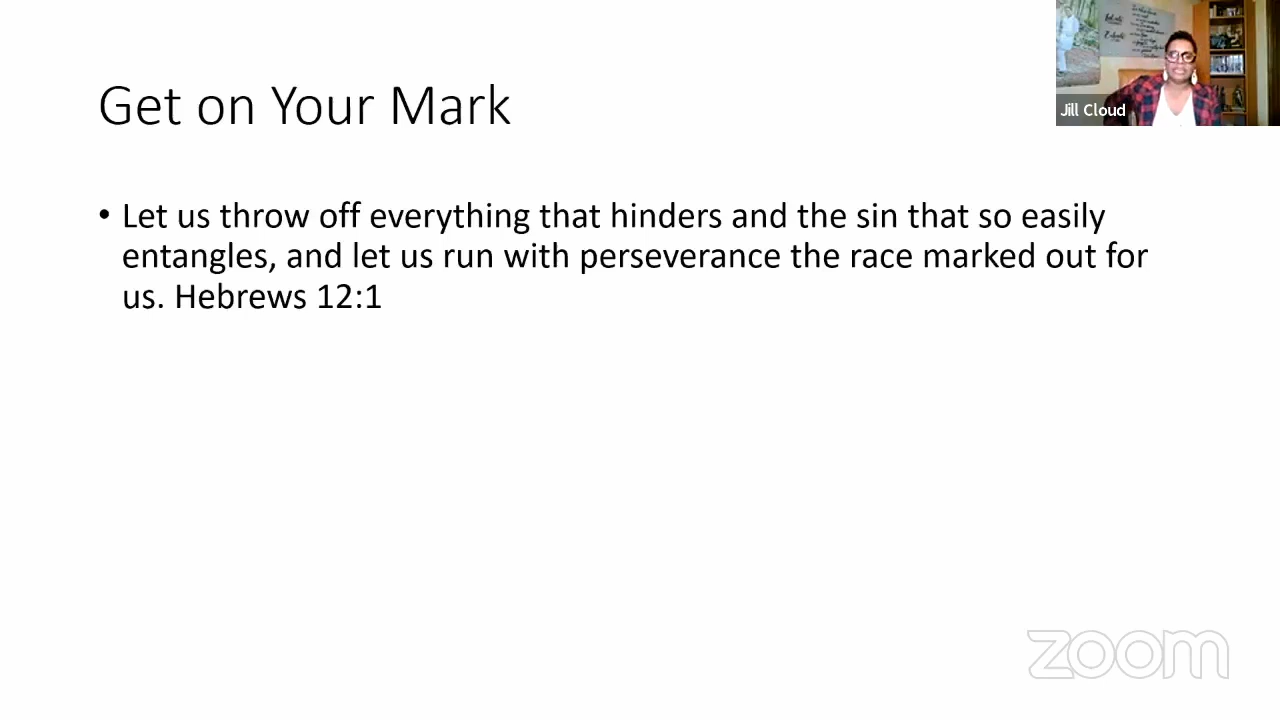 Get on Your Mark
• Let us throw off everything that hinders and the sin that so easily
entangles, and let us run with perseverance the race marked out for
us. Hebrews 12:1
Jill Cloud
zoom